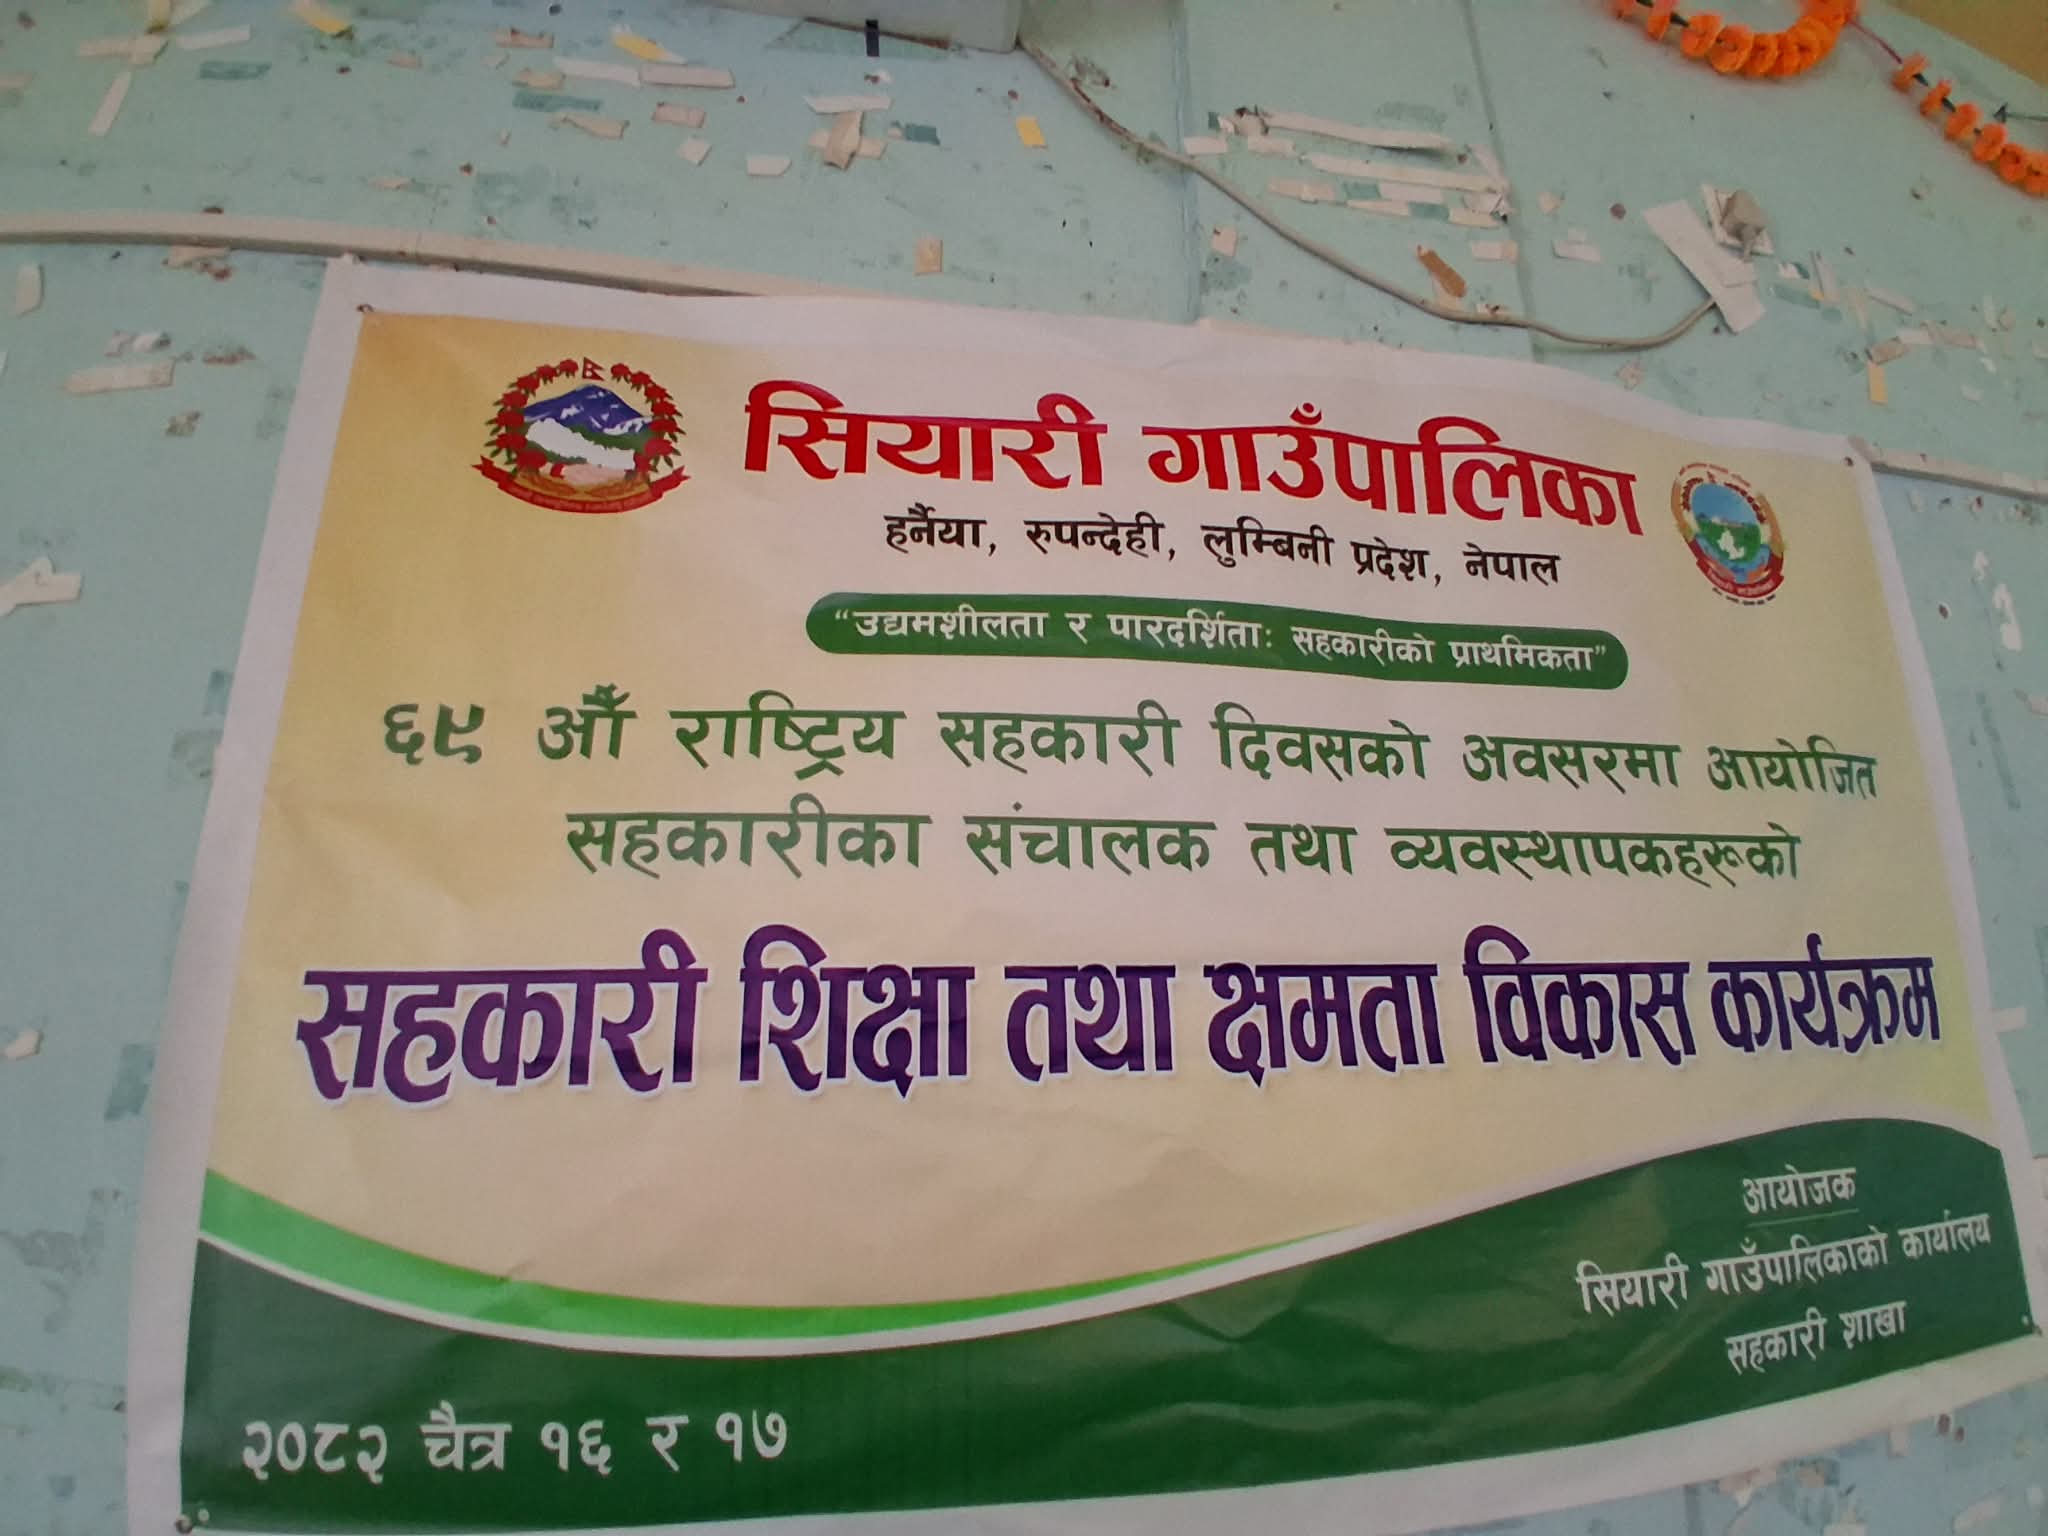 सियारी गाउँपालिका
हर्नैया, रुपन्देही, लुम्बिनी प्रदेश, नेपाल
“उद्यमशीलता र पारदर्शिताः सहकारीको प्राथमिकता”
६९ औँ राष्ट्रिय सहकारी दिवसको अवसरमा आयोजित
सहकारीका संचालक तथा व्यवस्थापकहरूको
सहकारी शिक्षा तथा क्षमता विकास कार्यक्रम
आयोजक
सियारी गाउँपालिकाको कार्यालय
सहकारी शाखा
२०८२ चैत्र १६ र १७